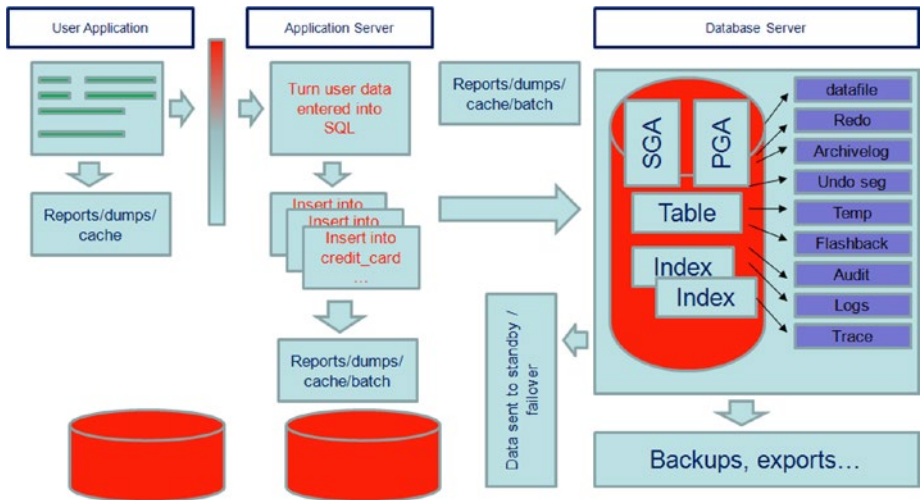 User Application
Application Server
Database Server
Turn user data
entered into
SQL
Reports/dumps/
cache/batch
Reports/dumps/
cache
Insert into
Insert into
Insert into
credit_card
...
Reports/dumps/
cache/batch
Data sent to standby /
failover
SGA
PGA
Table
Index
Index
datafile
Redo
Archivelog
Undo seg
Temp
Flashback
Audit
Logs
Trace
Backups, exports...